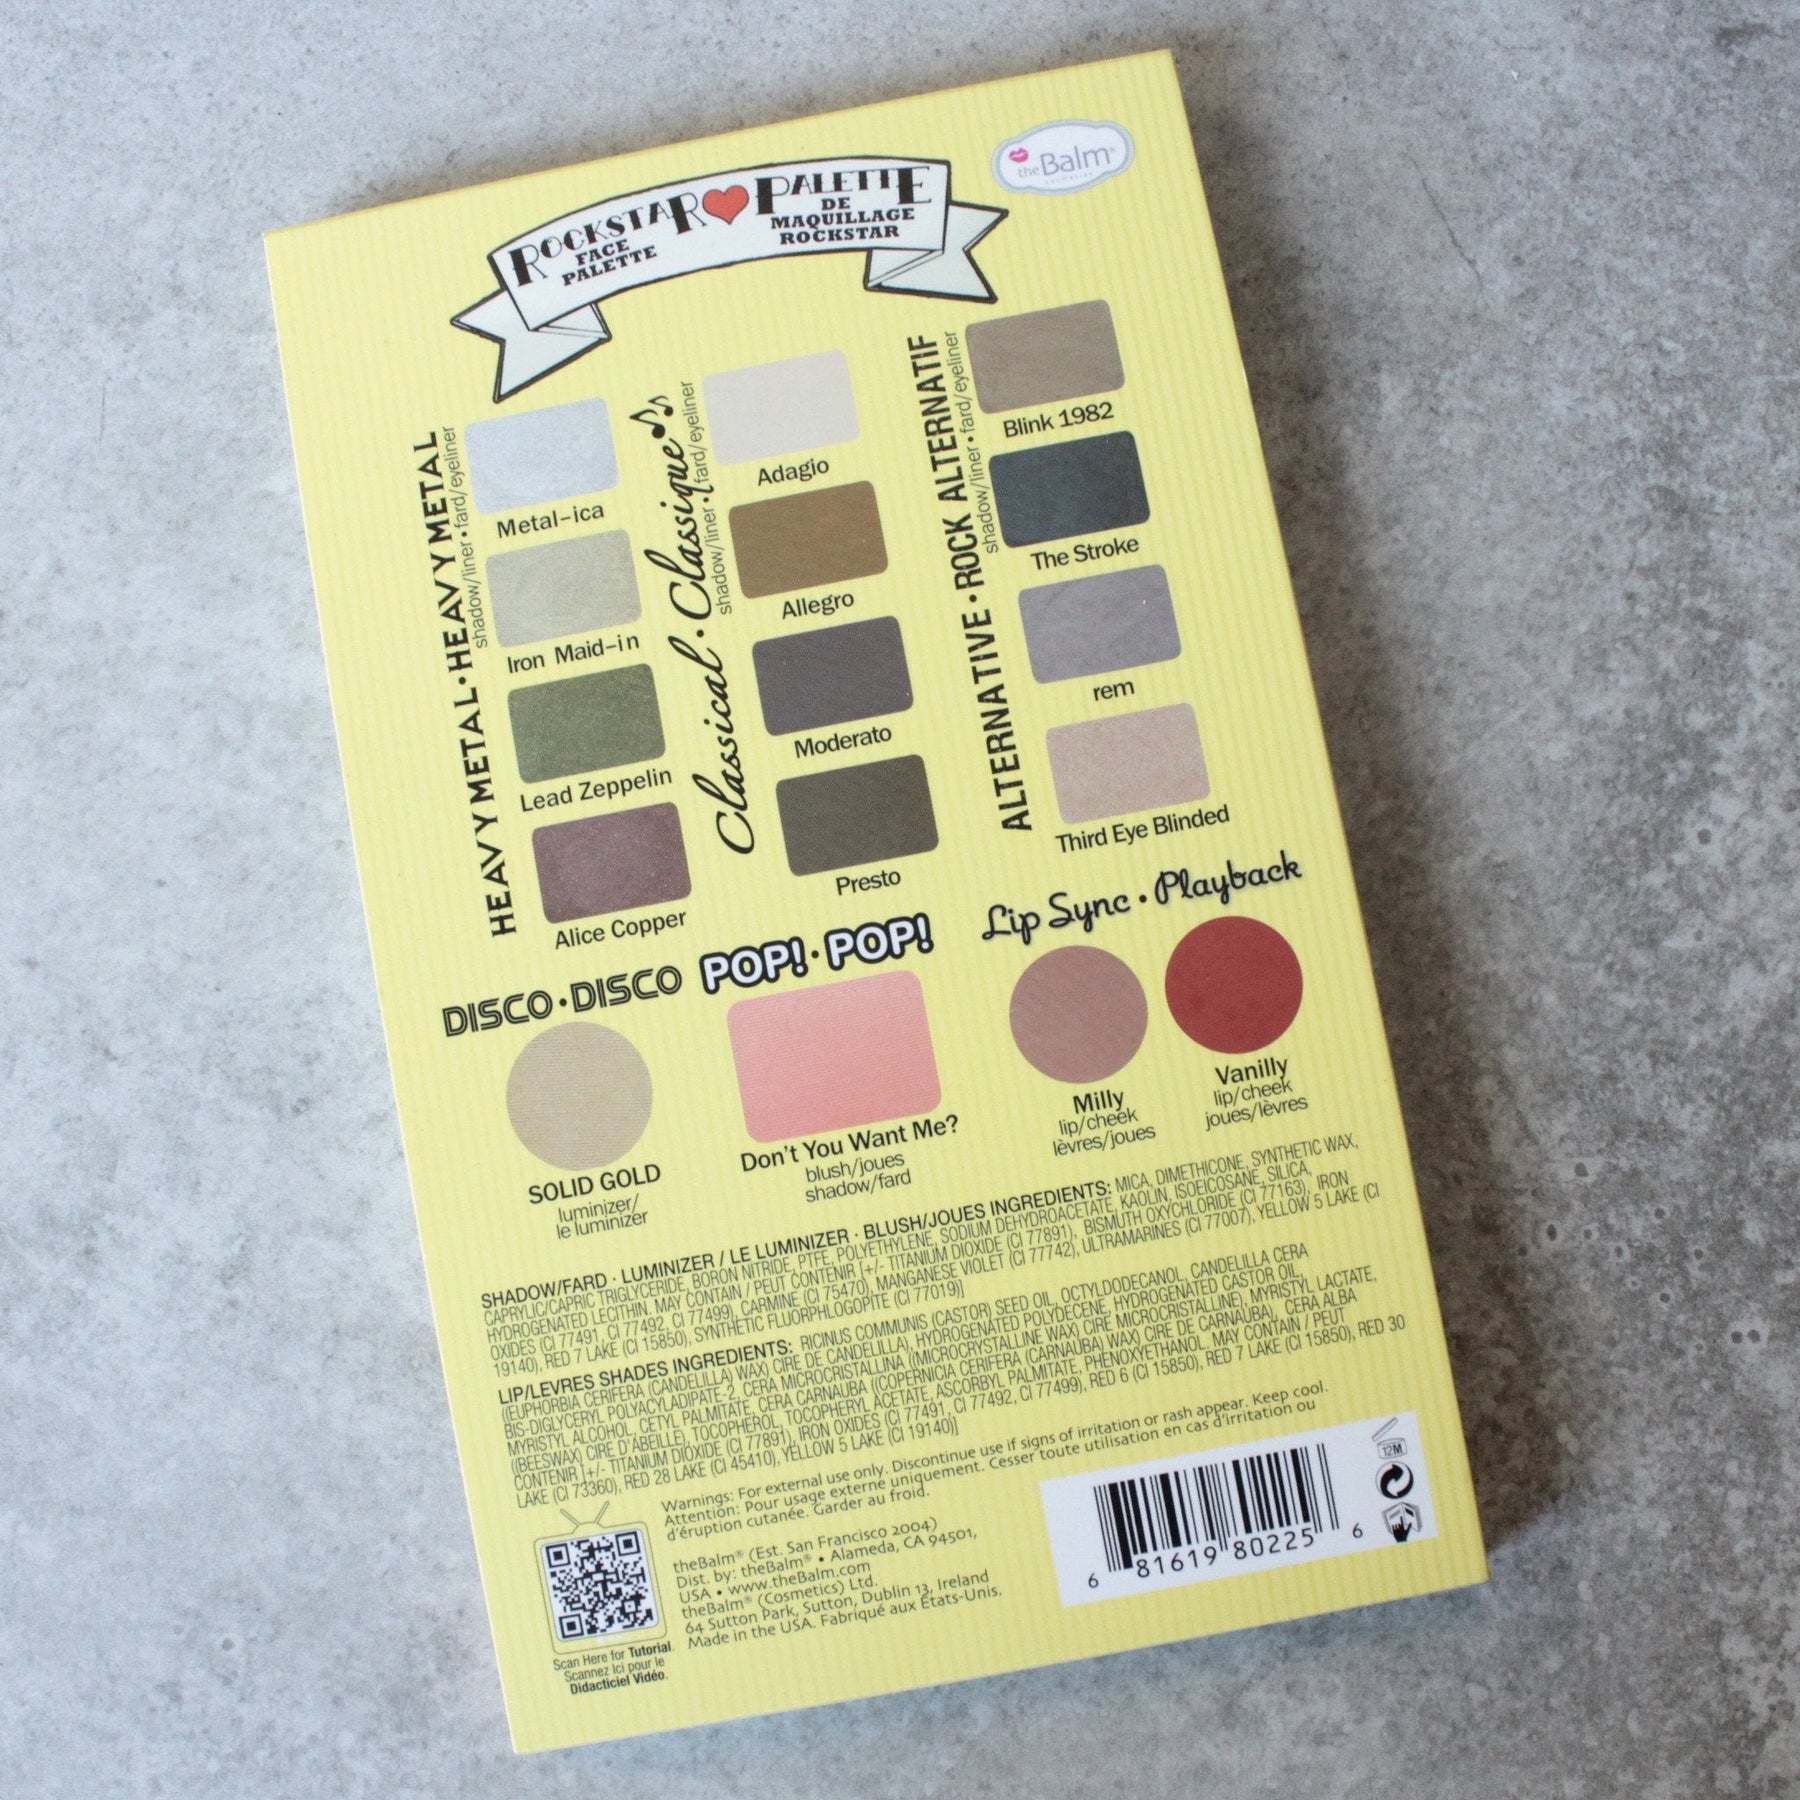 the Balm®
cosmetics
ROCKSTAR PALETTE
FACE
PALETTE
DE
MAQUILLAGE
ROCKSTAR
HEAVY METAL • HEAVY METAL
shadow/liner • fard/eyeliner
Metal-ica
Iron Maid-in
Lead Zeppelin
Alice Copper
Classical • Classique
shadow/liner • fard/eyeliner
Adagio
Allegro
Moderato
Presto
ALTERNATIVE • ROCK ALTERNATIF
shadow/liner • fard/eyeliner
Blink 1982
The Stroke
rem
Third Eye Blinded
DISCO • DISCO
SOLID GOLD
luminizer/
le luminizer
POP! • POP!
Don't You Want Me?
blush/joues
shadow/fard
Lip Sync • Playback
Milly
lip/cheek
lèvres/joues
Vanilly
lip/cheek
joues/lèvres
SHADOW/FARD · LUMINIZER / LE LUMINIZER · BLUSH/JOUES INGREDIENTS: MICA, DIMETHICONE, SYNTHETIC WAX,
CAPRYLIC/CAPRIC TRIGLYCERIDE, BORON NITRIDE, PTFE, POLYETHYLENE, SODIUM DEHYDROACETATE, KAOLIN, ISOEICOSANE, SILICA,
HYDROGENATED LECITHIN. MAY CONTAIN / PEUT CONTENIR [+/- TITANIUM DIOXIDE (CI 77891), BISMUTH OXYCHLORIDE (CI 77163), IRON
OXIDES (CI 77491, CI 77492, CI 77499), CARMINE (CI 75470), MANGANESE VIOLET (CI 77742), ULTRAMARINES (CI 77007), YELLOW 5 LAKE (CI
19140), RED 7 LAKE (CI 15850), SYNTHETIC FLUORPHLOGOPITE (CI 77019)]
LIP/LEVRES SHADES INGREDIENTS: RICINUS COMMUNIS (CASTOR) SEED OIL, OCTYLDODECANOL, CANDELILLA CERA
((EUPHORBIA CERIFERA (CANDELILLA) WAX) CIRE DE CANDELILLA), HYDROGENATED POLYDECENE, HYDROGENATED CASTOR OIL,
BIS-DIGLYCERYL POLYACYLADIPATE-2, CERA MICROCRISTALLINA ((MICROCRYSTALLINE WAX) CIRE MICROCRISTALLINE), MYRISTYL LACTATE,
MYRISTYL ALCOHOL, CETYL PALMITATE, CERA CARNAUBA ((COPERNICIA CERIFERA (CARNAUBA) WAX) CIRE DE CARNAUBA), CERA ALBA
((BEESWAX) CIRE D'ABEILLE), TOCOPHEROL, TOCOPHERYL ACETATE, ASCORBYL PALMITATE, PHENOXYETHANOL, MAY CONTAIN / PEUT
CONTENIR [+/- TITANIUM DIOXIDE (CI 77891), IRON OXIDES (CI 77491, CI 77492, CI 77499), RED 6 (CI 15850), RED 7 LAKE (CI 15850), RED 30
LAKE (CI 73360), RED 28 LAKE (CI 45410), YELLOW 5 LAKE (CI 19140)]
Warnings: For external use only. Discontinue use if signs of irritation or rash appear. Keep cool.
Attention: Pour usage externe uniquement. Cesser toute utilisation en cas d'irritation ou
d'éruption cutanée. Garder au froid.
theBalm® (Est. San Francisco 2004)
Dist. by: theBalm® • Alameda, CA 94501,
USA • www.theBalm.com
theBalm® (Cosmetics) Ltd.
64 Sutton Park, Sutton, Dublin 13, Ireland
Made in the USA. Fabriqué aux États-Unis.
Scan Here for Tutorial.
Scannez Ici pour le
Didacticiel Vidéo.
12M
6 81619 80225 6